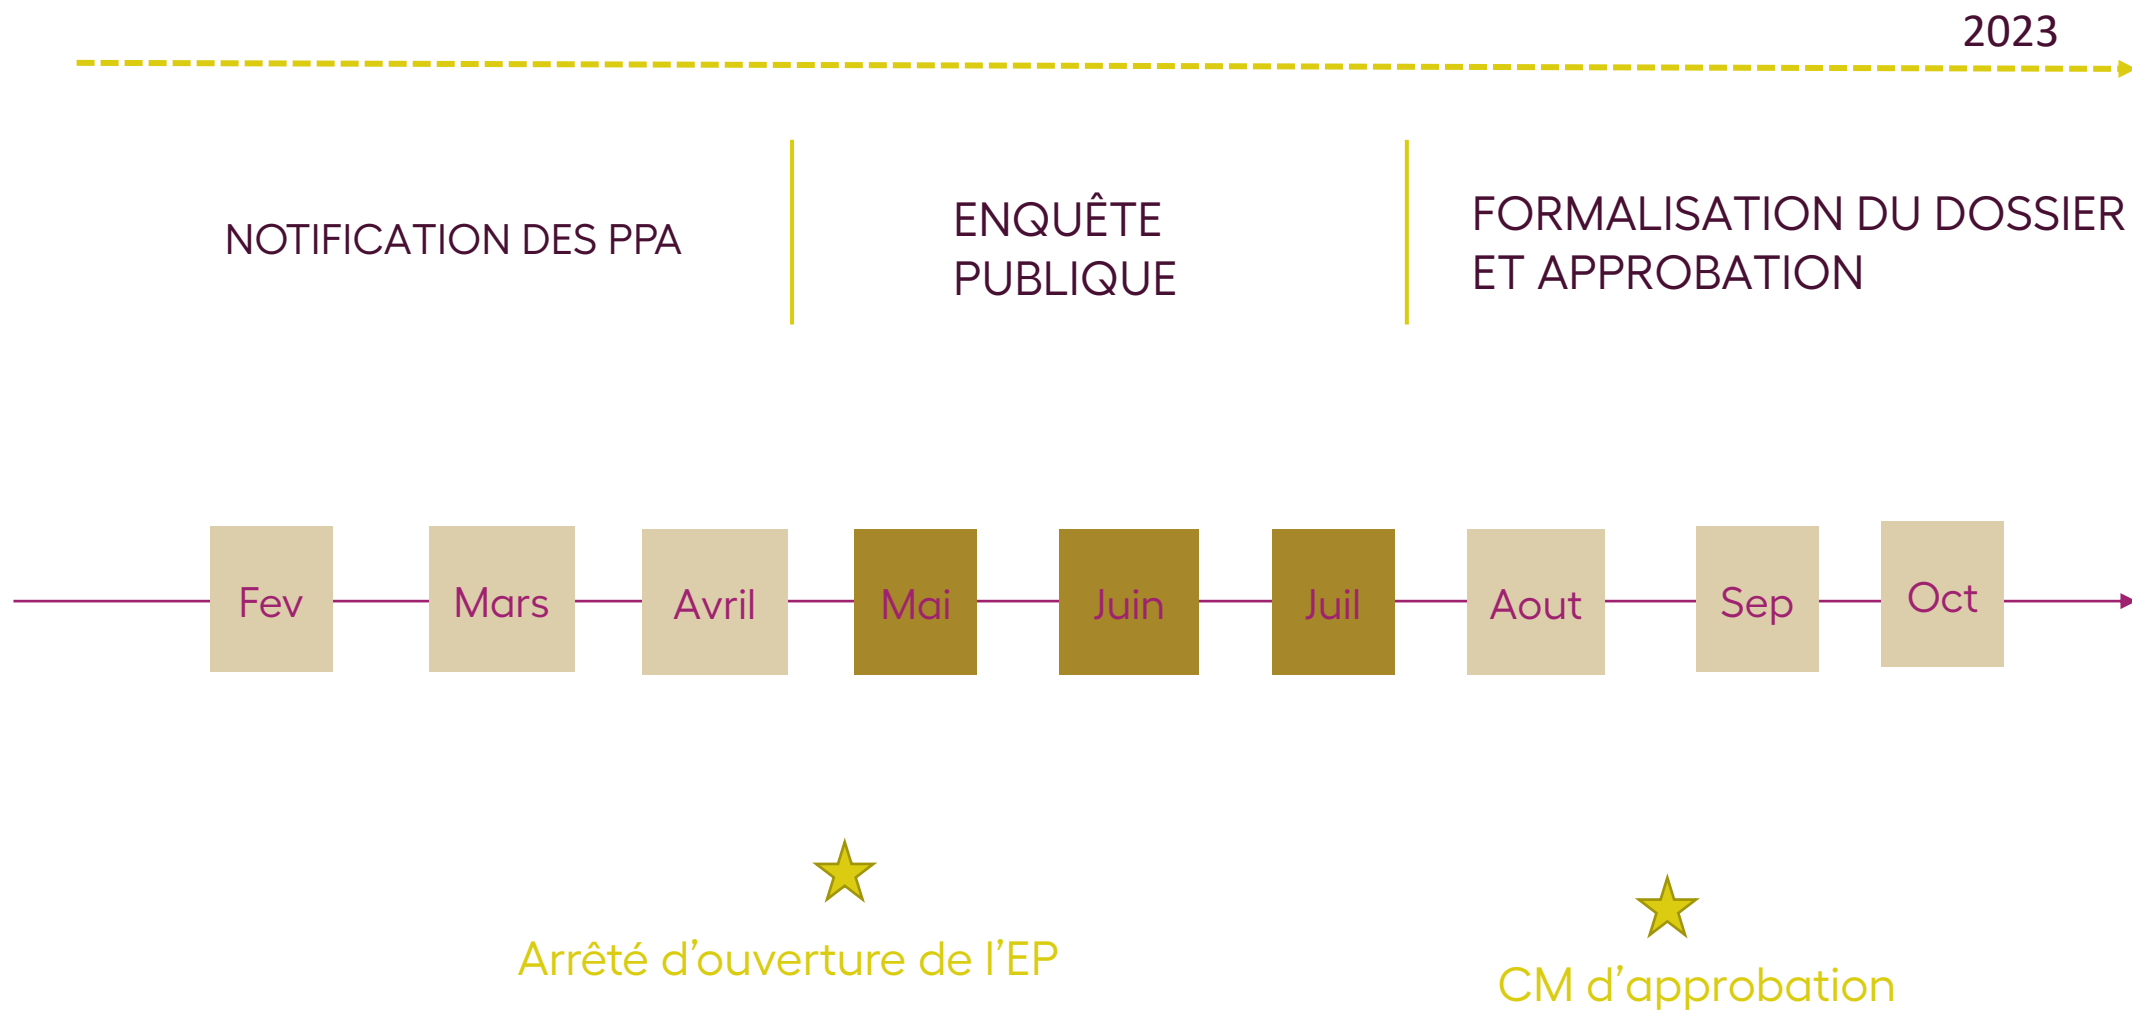 2023
NOTIFICATION DES PPA
ENQUÊTE
PUBLIQUE
FORMALISATION DU DOSSIER
ET APPROBATION
Fev
Mars
Avril
Mai
Juin
Juil
Aout
Sep
Oct
Arrêté d’ouverture de l’EP
CM d’approbation